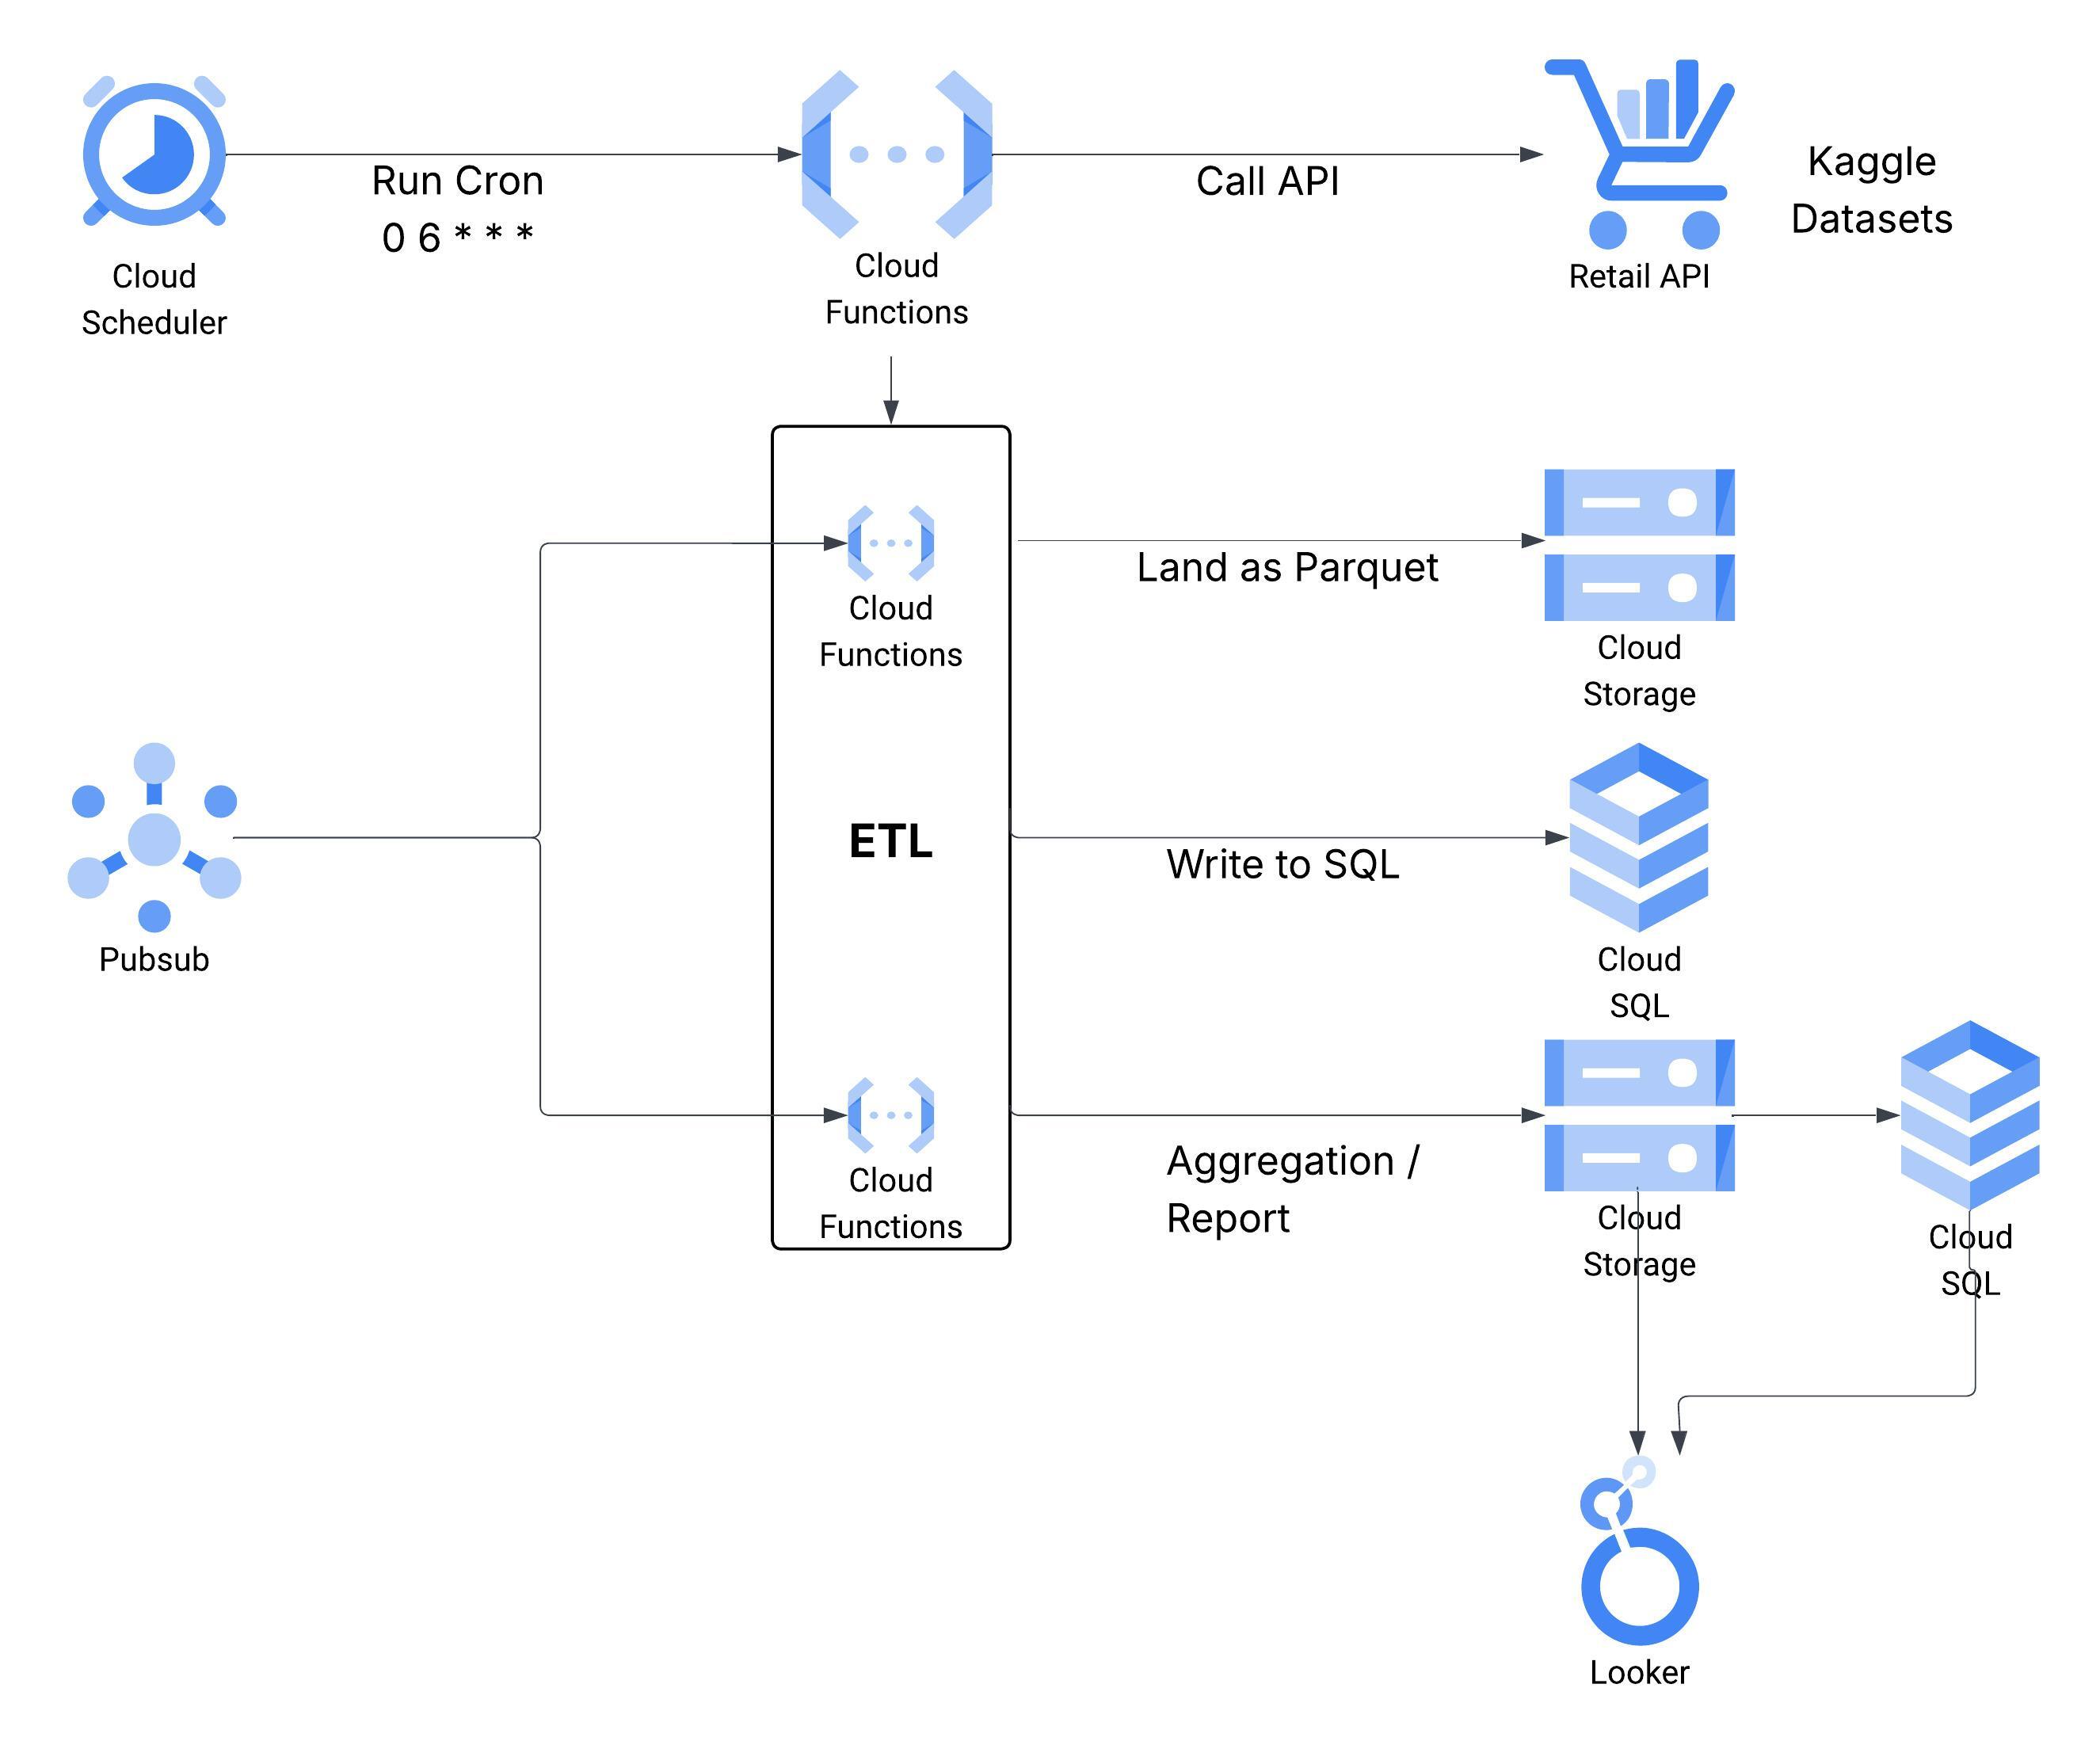 Run Cron
0 6 * * *
Cloud
Scheduler
Cloud
Functions
Call API
Retail API
Kaggle
Datasets
Cloud
Functions
Land as Parquet
Cloud
Storage
Pubsub
ETL
Write to SQL
Cloud
SQL
Cloud
Functions
Aggregation /
Report
Cloud
Storage
Cloud
SQL
Looker